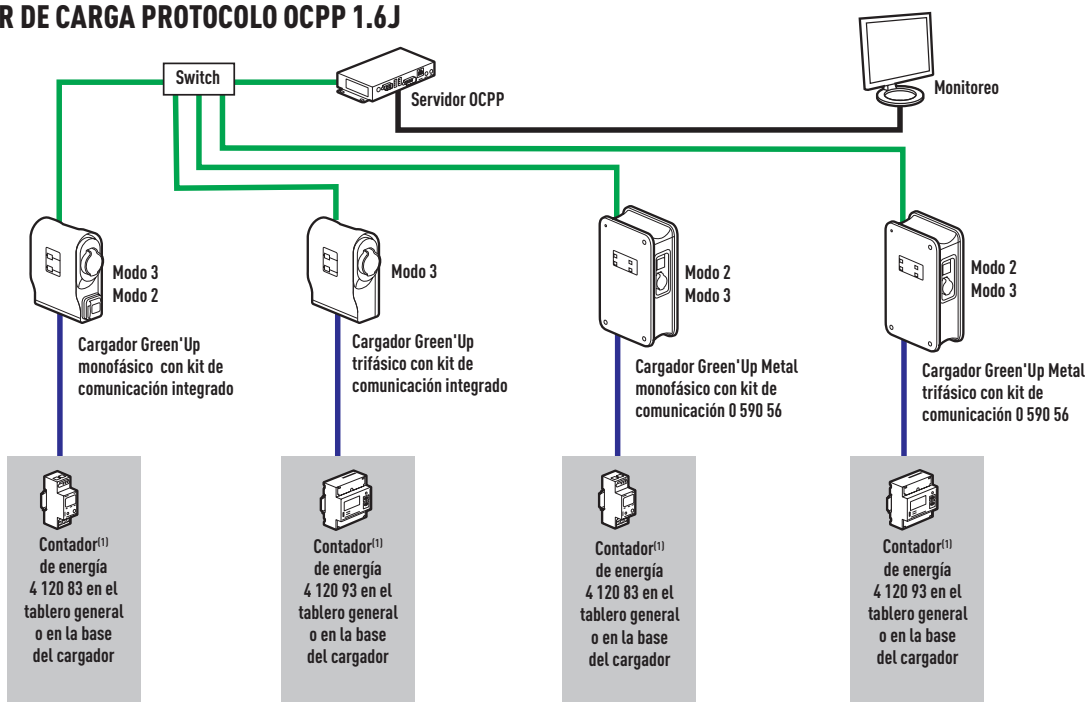 R DE CARGA PROTOCOLO OCPP 1.6J
Switch
Servidor OCPP
Monitoreo
Modo 3
Modo 2
Cargador Green'Up
monofásico con kit de
comunicación integrado
Modo 3
Cargador Green'Up
trifásico con kit de
comunicación integrado
Modo 2
Modo 3
Cargador Green'Up Metal
monofásico con kit de
comunicación 0 590 56
Modo 2
Modo 3
Cargador Green'Up Metal
trifásico con kit de
comunicación 0 590 56
Contador(1)
de energía
4 120 83 en el
tablero general
o en la base
del cargador
Contador(1)
de energía
4 120 93 en el
tablero general
o en la base
del cargador
Contador(1)
de energía
4 120 83 en el
tablero general
o en la base
del cargador
Contador(1)
de energía
4 120 93 en el
tablero general
o en la base
del cargador